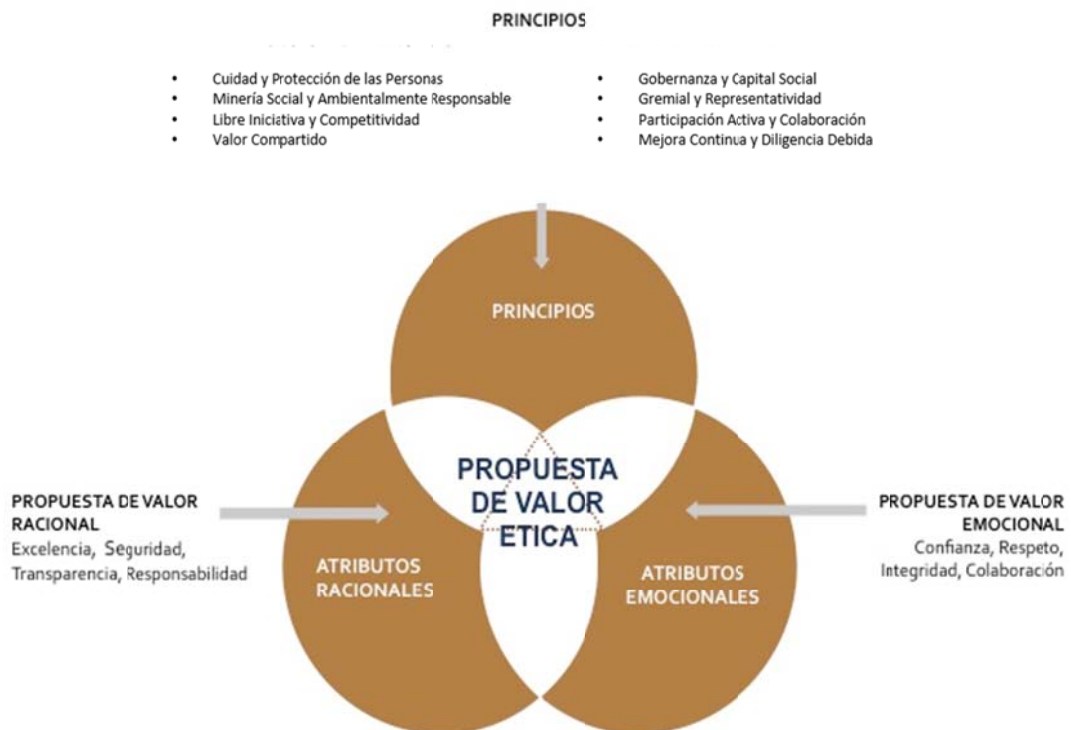 PRINCIPIOS
• Cuidad y Protección de las Personas
• Minería Social y Ambientalmente Responsable
• Libre Iniciativa y Competitividad
• Valor Compartido
• Gobernanza y Capital Social
• Gremial y Representatividad
• Participación Activa y Colaboración
• Mejora Continua y Diligencia Debida
PRINCIPIOS
PROPUESTA
DE VALOR
ETICA
PROPUESTA DE VALOR
RACIONAL
Excelencia, Seguridad,
Transparencia, Responsabilidad
ATRIBUTOS
RACIONALES
ATRIBUTOS
EMOCIONALES
PROPUESTA DE VALOR
EMOCIONAL
Confianza, Respeto,
Integridad, Colaboración